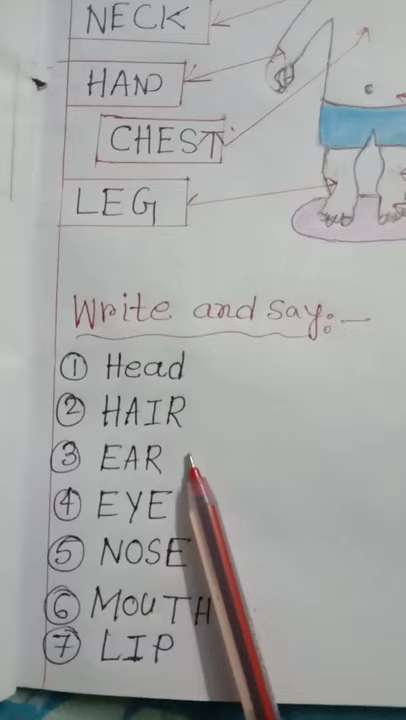 NECK
HAND
CHEST
LEG
Write and say:-
① Head
② HAIR
③ EAR
④ EYE
⑤ NOSE
⑥ MOUTH
⑦ LIP